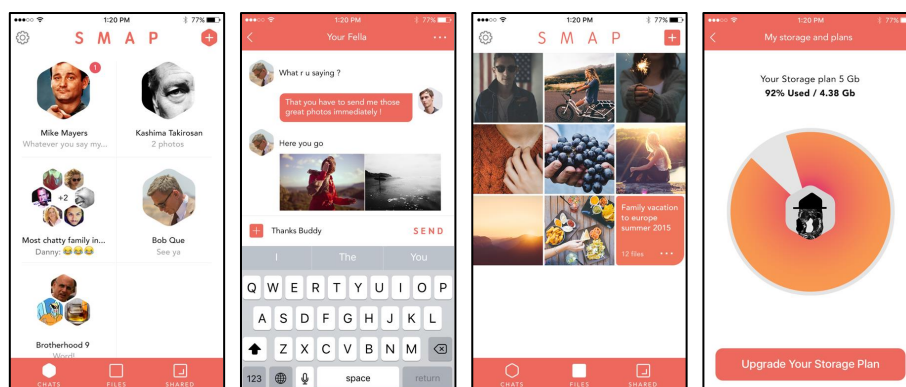 1:20 PM
77%
S M A P
1
Mike Mayers
Whatever you say my...
Kashima Takirosan
2 photos
+2
Most chatty family in...
Danny: 😂😂😂
Bob Que
See ya
Brotherhood 9
Word!
CHATS
FILES
SHARED
1:20 PM
77%
Your Fella
What r u saying ?
That you have to send me those
great photos immediately !
Here you go
Thanks Buddy
SEND
I
The
You
Q W E R T Y U I O P
A S D F G H J K L
Z X C V B N M
123
space
return
1:20 PM
77%
S M A P
Family vacation
to europe
summer 2015
12 files
CHATS
FILES
SHARED
1:20 PM
77%
My storage and plans
Your Storage plan 5 Gb
92% Used / 4.38 Gb
Upgrade Your Storage Plan